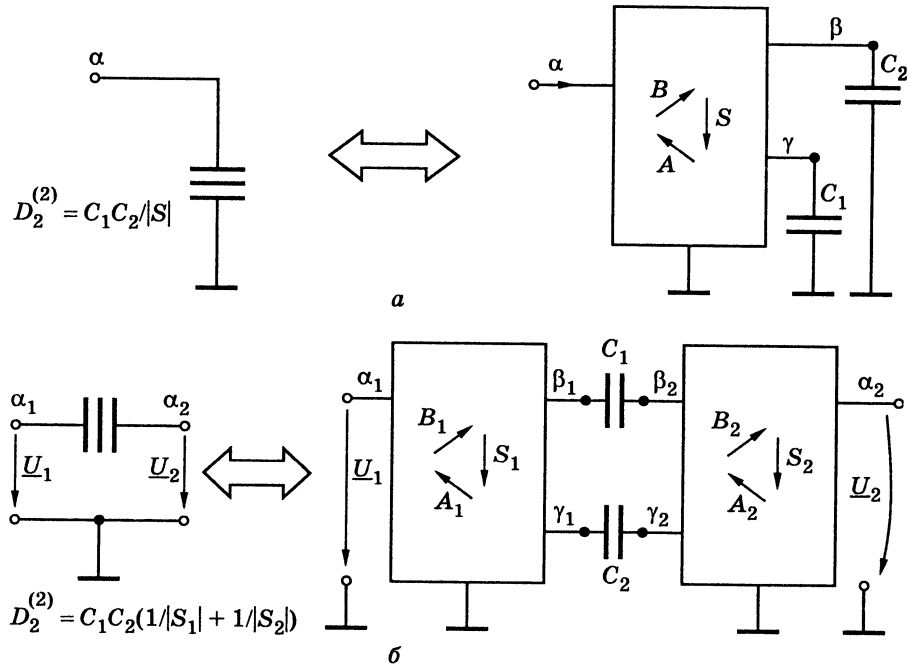 α
D₂⁽²⁾ = C₁C₂/|S|
α
B
S
A
β
C₂
γ
C₁
а
α₁
α₂
U₁
U₂
D₂⁽²⁾ = C₁C₂(1/|S₁| + 1/|S₂|)
α₁
U₁
B₁
S₁
A₁
β₁
C₁
β₂
γ₁
C₂
γ₂
B₂
S₂
A₂
α₂
U₂
б